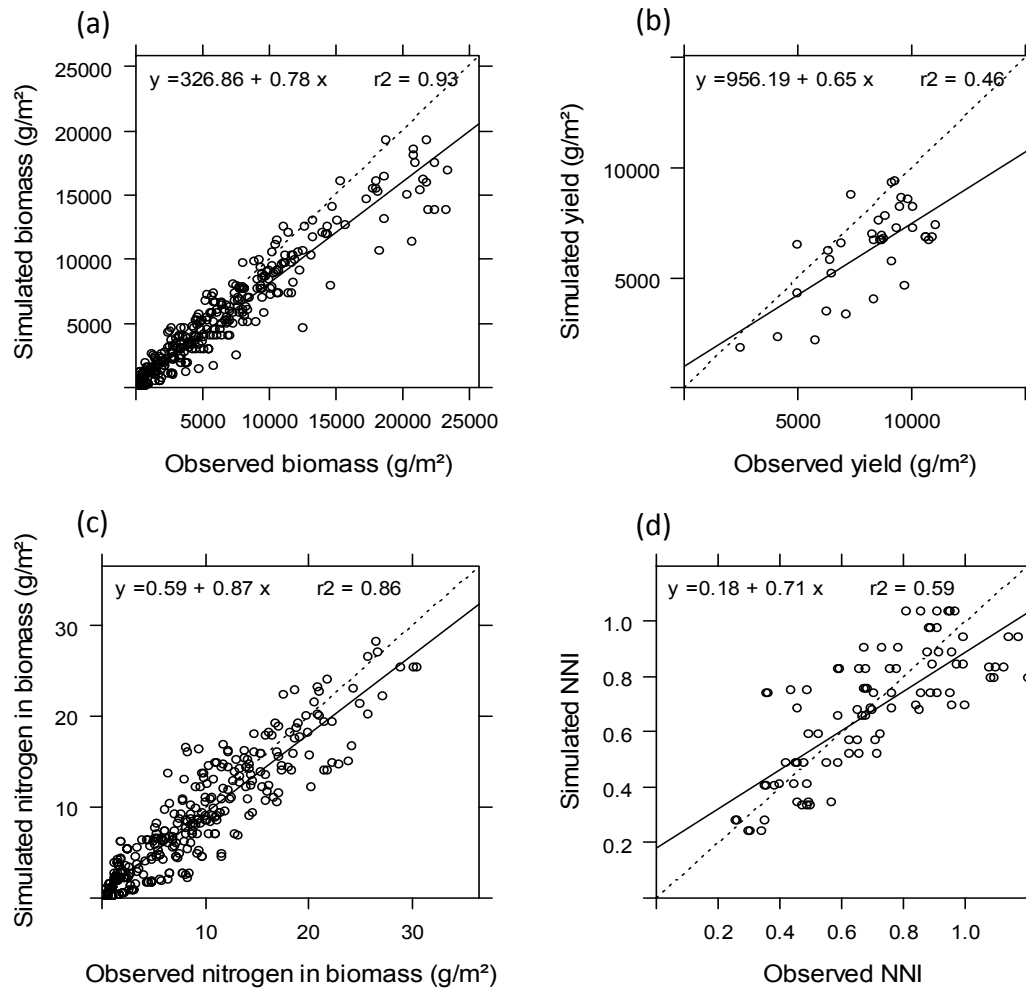 (a)
y =326.86 + 0.78 x r2 = 0.93
Simulated biomass (g/m²)
25000
20000
15000
10000
5000
5000 10000 15000 20000 25000
Observed biomass (g/m²)
(b)
y =956.19 + 0.65 x r2 = 0.46
Simulated yield (g/m²)
10000
5000
5000 10000
Observed yield (g/m²)
(c)
y =0.59 + 0.87 x r2 = 0.86
Simulated nitrogen in biomass (g/m²)
30
20
10
10 20 30
Observed nitrogen in biomass (g/m²)
(d)
y =0.18 + 0.71 x r2 = 0.59
Simulated NNI
1.0
0.8
0.6
0.4
0.2
0.2 0.4 0.6 0.8 1.0
Observed NNI